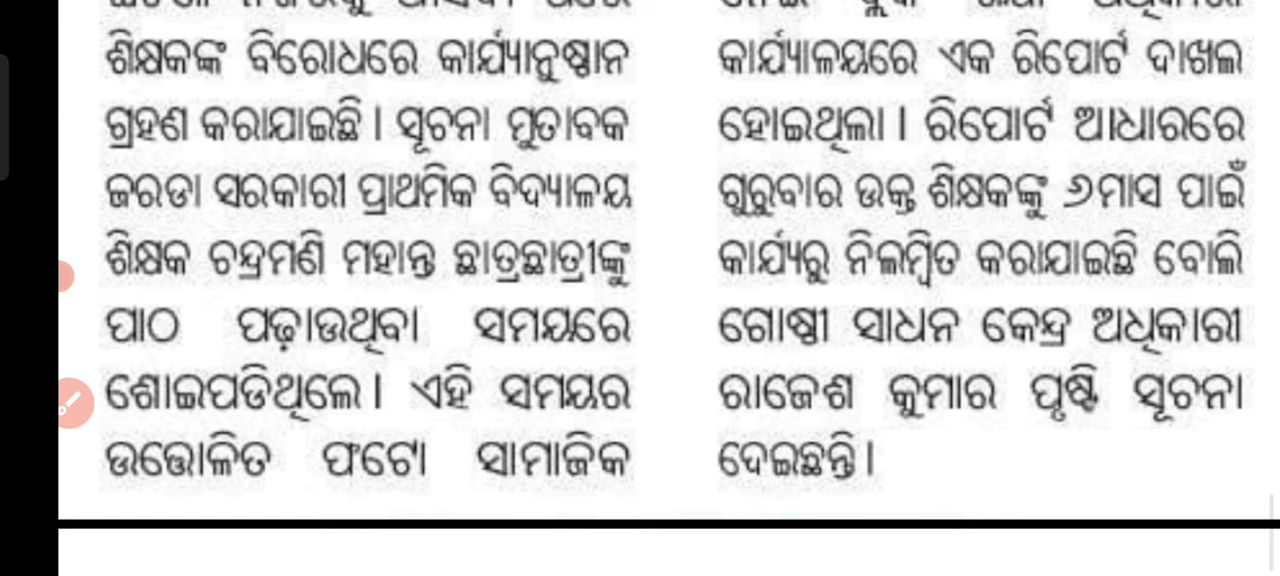 ଶିକ୍ଷକଙ୍କ ବିରୋଧରେ କାର୍ଯ୍ୟାନୁଷ୍ଠାନ
ଗ୍ରହଣ କରାଯାଇଛି । ସୂଚନା ମୁତାବକ
ଜରଡା ସରକାରୀ ପ୍ରାଥମିକ ବିଦ୍ୟାଳୟ
ଶିକ୍ଷକ ଚନ୍ଦ୍ରମଣି ମହାନ୍ତ ଛାତ୍ରଛାତ୍ରୀଙ୍କୁ
ପାଠ ପଢ଼ାଉଥିବା ସମୟରେ
ଶୋଇପଡିଥିଲେ । ଏହି ସମୟର
ଉତ୍ତୋଳିତ ଫଟୋ ସାମାଜିକ
କାର୍ଯ୍ୟାଳୟରେ ଏକ ରିପୋର୍ଟ ଦାଖଲ
ହୋଇଥିଲା । ରିପୋର୍ଟ ଆଧାରରେ
ଗୁରୁବାର ଉକ୍ତ ଶିକ୍ଷକଙ୍କୁ ୬ମାସ ପାଇଁ
କାର୍ଯ୍ୟରୁ ନିଲମ୍ବିତ କରାଯାଇଛି ବୋଲି
ଗୋଷ୍ଠୀ ସାଧନ କେନ୍ଦ୍ର ଅଧିକାରୀ
ରାଜେଶ କୁମାର ପୃଷ୍ଟି ସୂଚନା
ଦେଇଛନ୍ତି ।